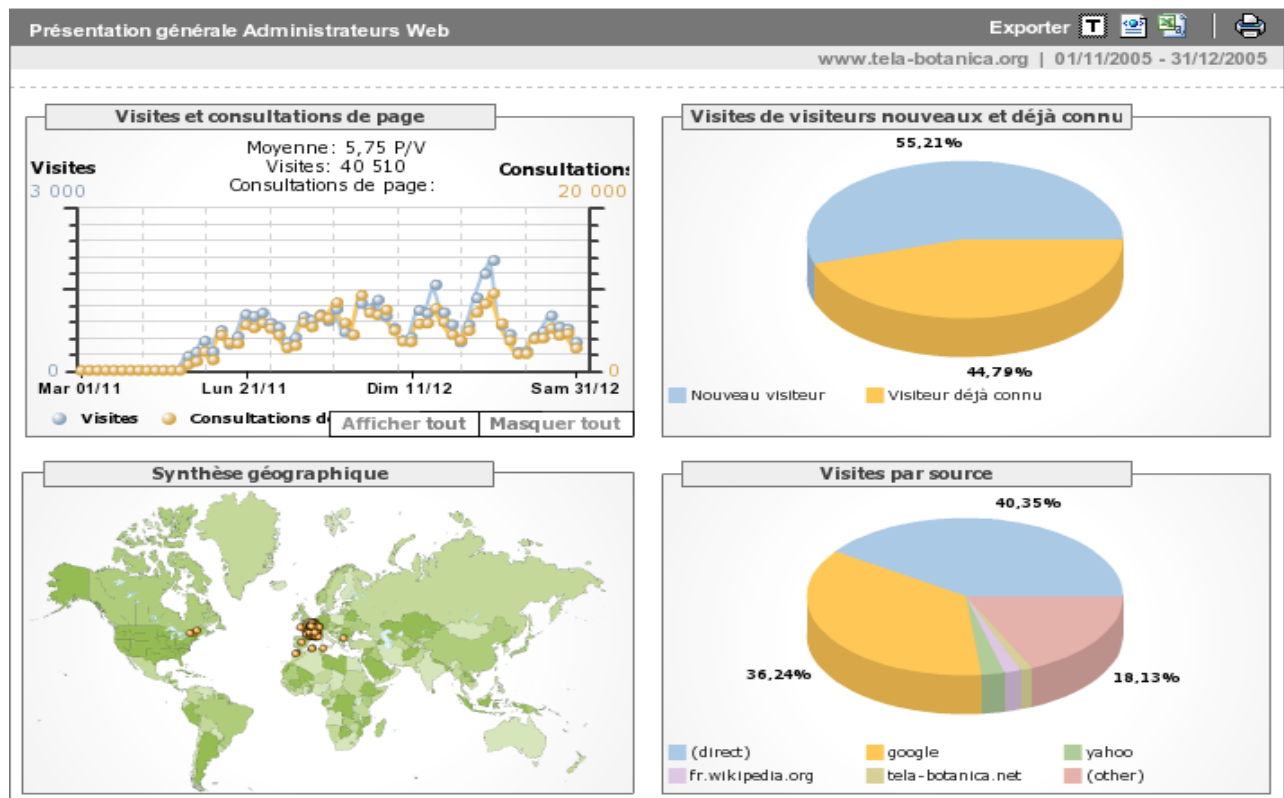 Présentation générale Administrateurs Web
Exporter T
www.tela-botanica.org | 01/11/2005 - 31/12/2005
Visites et consultations de page
Moyenne: 5,75 P/V
Visites: 40 510
Consultations de page:
Visites
3 000
Consultations
20 000
0
0
Mar 01/11
Lun 21/11
Dim 11/12
Sam 31/12
Visites
Consultations d
Afficher tout
Masquer tout
Visites de visiteurs nouveaux et déjà connu
55,21%
44,79%
Nouveau visiteur
Visiteur déjà connu
Synthèse géographique
Visites par source
40,35%
36,24%
18,13%
(direct)
google
yahoo
fr.wikipedia.org
tela-botanica.net
(other)